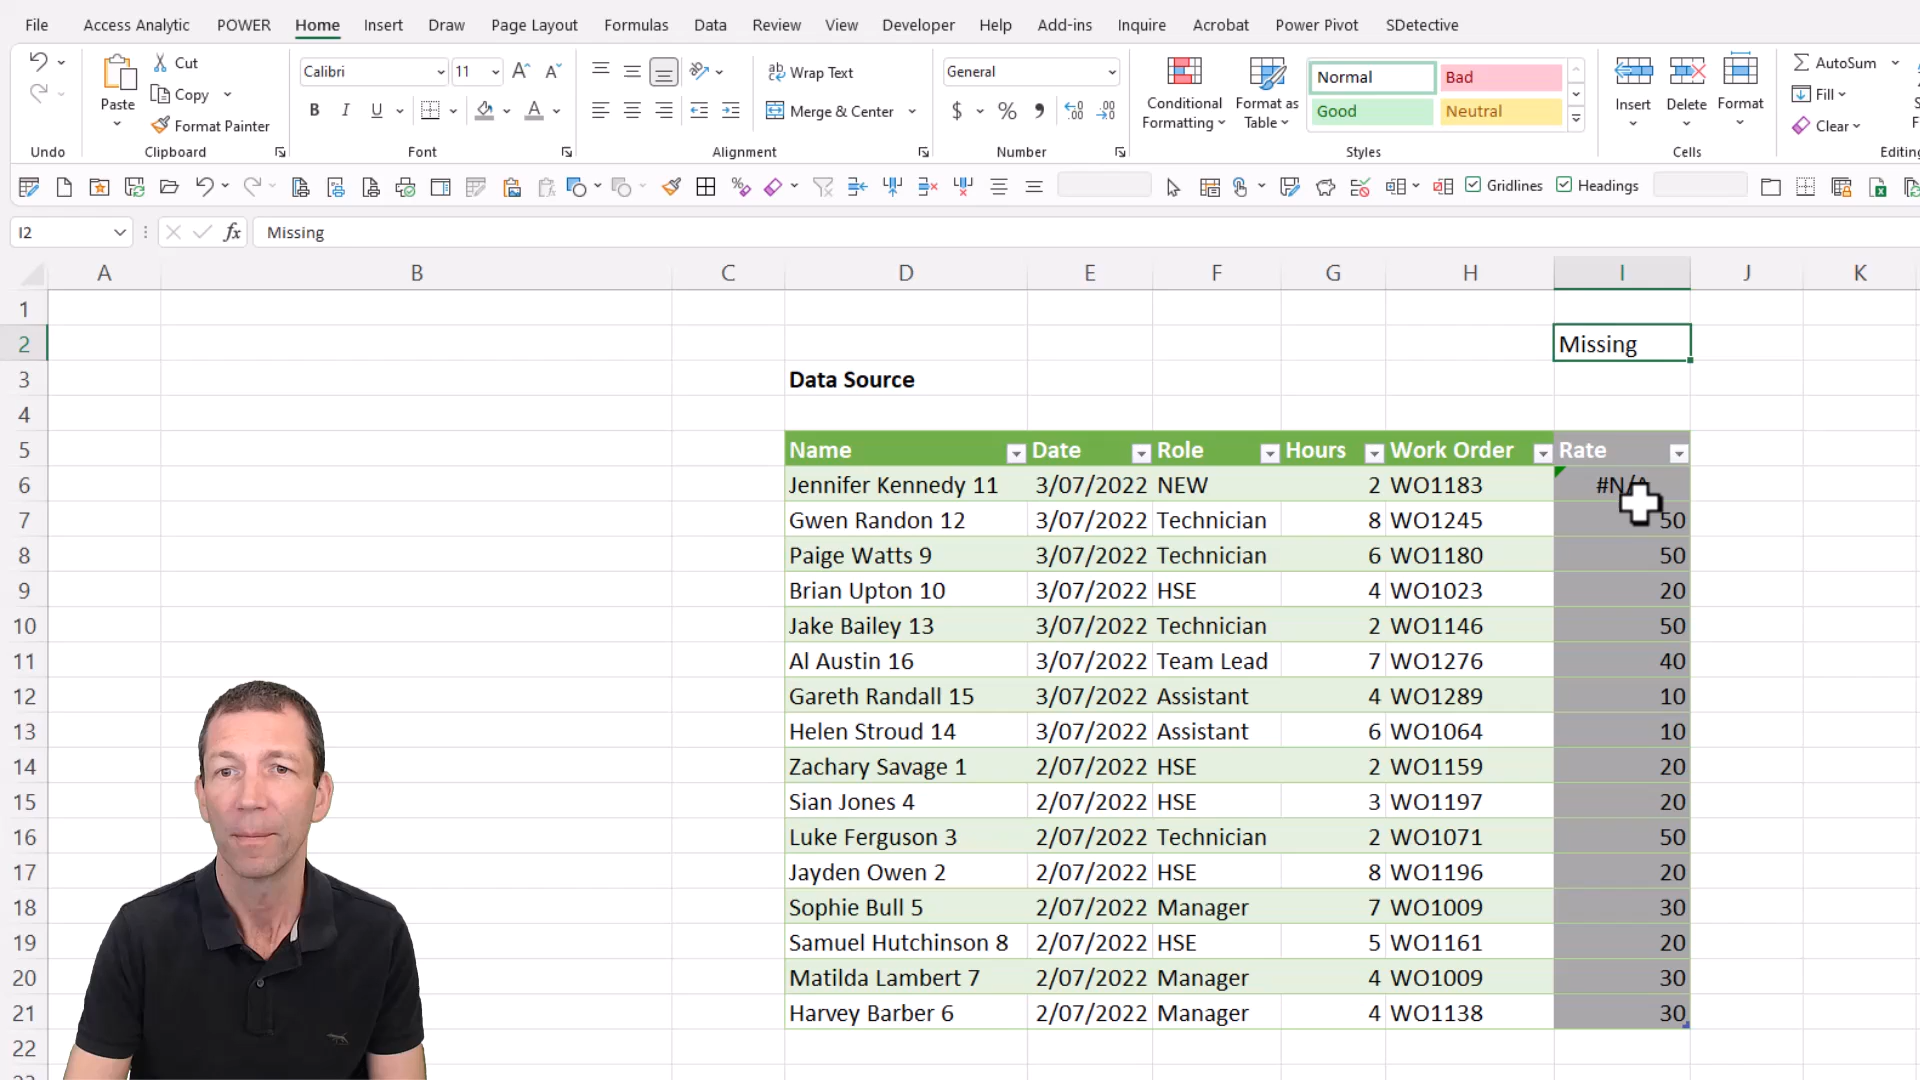 File Access Analytic POWER Home Insert Draw Page Layout Formulas Data Review View Developer Help Add-ins Inquire Acrobat Power Pivot SDetective
Cut Calibri 11 Wrap Text General Normal Bad AutoSum
Paste Copy Conditional Formatting Format as Table Insert Delete Format Fill
Format Painter B I U A Merge & Center $ % Good Neutral Clear
Undo Clipboard Font Alignment Number Styles Cells Editing
Gridlines Headings
I2 fx Missing
A B C D E F G H I J K
1
2 Missing
3 Data Source
4
5 Name Date Role Hours Work Order Rate
6 Jennifer Kennedy 11 3/07/2022 NEW 2 WO1183
7 Gwen Randon 12 3/07/2022 Technician 8 WO1245 50
8 Paige Watts 9 3/07/2022 Technician 6 WO1180 50
9 Brian Upton 10 3/07/2022 HSE 4 WO1023 20
10 Jake Bailey 13 3/07/2022 Technician 2 WO1146 50
11 Al Austin 16 3/07/2022 Team Lead 7 WO1276 40
12 Gareth Randall 15 3/07/2022 Assistant 4 WO1289 10
13 Helen Stroud 14 3/07/2022 Assistant 6 WO1064 10
14 Zachary Savage 1 2/07/2022 HSE 2 WO1159 20
15 Sian Jones 4 2/07/2022 HSE 3 WO1197 20
16 Luke Ferguson 3 2/07/2022 Technician 2 WO1071 50
17 Jayden Owen 2 2/07/2022 HSE 8 WO1196 20
18 Sophie Bull 5 2/07/2022 Manager 7 WO1009 30
19 Samuel Hutchinson 8 2/07/2022 HSE 5 WO1161 20
20 Matilda Lambert 7 2/07/2022 Manager 4 WO1009 30
21 Harvey Barber 6 2/07/2022 Manager 4 WO1138 30
22